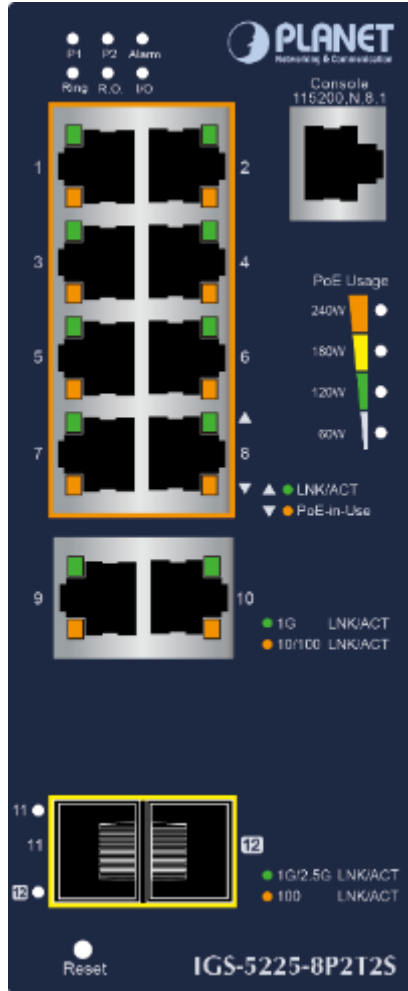 PLANET
Networking & Communication
P1 P2 Alarm
Ring R.O. I/O
Console
115200,N,8,1
1 2
3 4
5 6
7 8
PoE Usage
240W
180W
120W
60W
▲ LNK/ACT
▼ PoE-in-Use
9 10
1G LNK/ACT
10/100 LNK/ACT
11
11 12
12
1G/2.5G LNK/ACT
100 LNK/ACT
Reset
IGS-5225-8P2T2S